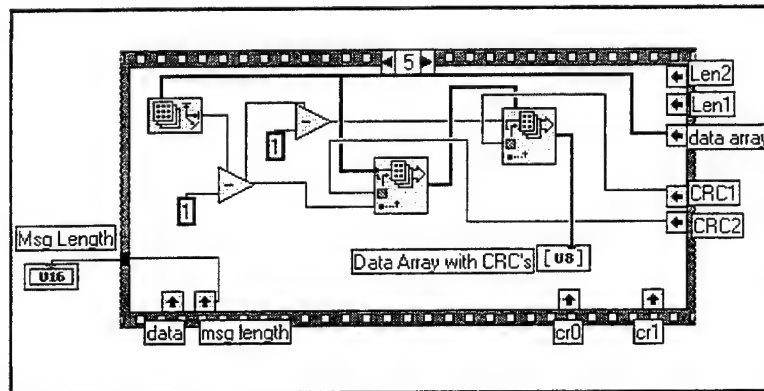 5
Len2
Len1
data array
1
1
CRC1
CRC2
Msg Length
U16
Data Array with CRC's
[U8]
data
msg length
cr0
cr1